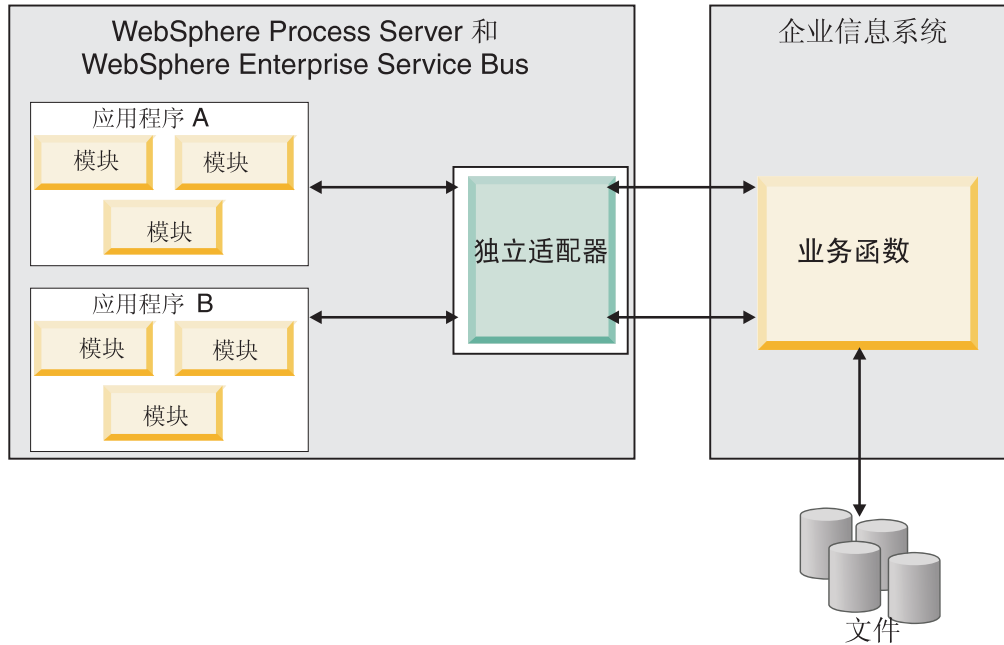 WebSphere Process Server 和
WebSphere Enterprise Service Bus
应用程序 A
模块
模块
模块
应用程序 B
模块
模块
模块
独立适配器
企业信息系统
业务函数
文件